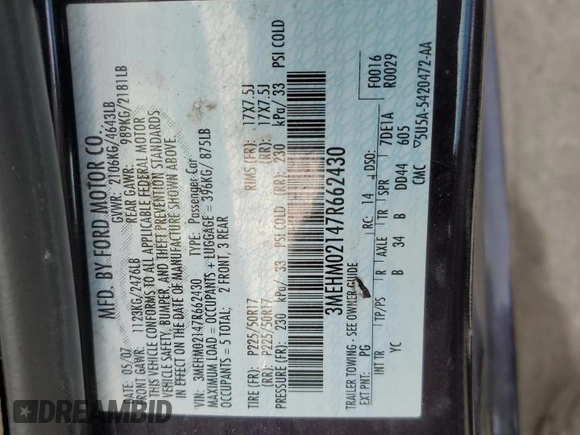 MFD. BY FORD MOTOR CO.
DATE: 05/07 GVWR: 2106KG/4643LB
FRONT GAWR: 1123KG/2476LB REAR GAWR: 989KG/2181LB
THIS VEHICLE CONFORMS TO ALL APPLICABLE FEDERAL MOTOR
VEHICLE SAFETY, BUMPER, AND THEFT PREVENTION STANDARDS
IN EFFECT ON THE DATE OF MANUFACTURE SHOWN ABOVE.
VIN: 3MEHM02147R662430 TYPE: Passenger Car
MAXIMUM LOAD = OCCUPANTS + LUGGAGE = 396KG/ 875LB
OCCUPANTS = 5 TOTAL; 2 FRONT, 3 REAR
TIRE (FR): P225/50R17 RIMS (FR): 17X7.5J
(RR): P225/50R17 (RR): 17X7.5J
PRESSURE (FR): 230 kPa/ 33 PSI COLD (RR): 230 kPa/ 33 PSI COLD
3MEHM02147R662430
F0016
R0029
TRAILER TOWING - SEE OWNER GUIDE
EXT PNT: PG RC: 14 DSO: 7DE1A
INT TR TP/PS R AXLE TR SPR 605
YC B 34 B DD44
CMC 5U5A-5420472-AA
DREAMBID